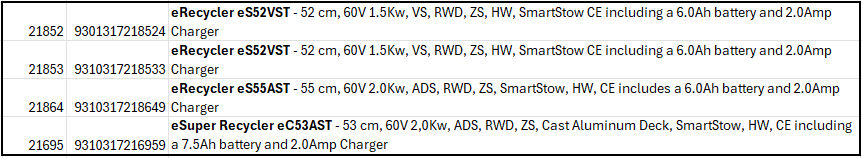 eRecycler eS52VST - 52 cm, 60V 1.5Kw, VS, RWD, ZS, HW, SmartStow CE including a 6.0Ah battery and 2.0Amp
21852 9301317218524 Charger
eRecycler eS52VST - 52 cm, 60V 1.5Kw, VS, RWD, ZS, HW, SmartStow CE including a 6.0Ah battery and 2.0Amp
21853 9310317218533 Charger
eRecycler eS55AST - 55 cm, 60V 2.0Kw, ADS, RWD, ZS, SmartStow, HW, CE includes a 6.0Ah battery and 2.0Amp
21864 9310317218649 Charger
eSuper Recycler eC53AST - 53 cm, 60V 2,0Kw, ADS, RWD, ZS, Cast Aluminum Deck, SmartStow, HW, CE including
21695 9310317216959 a 7.5Ah battery and 2.0Amp Charger